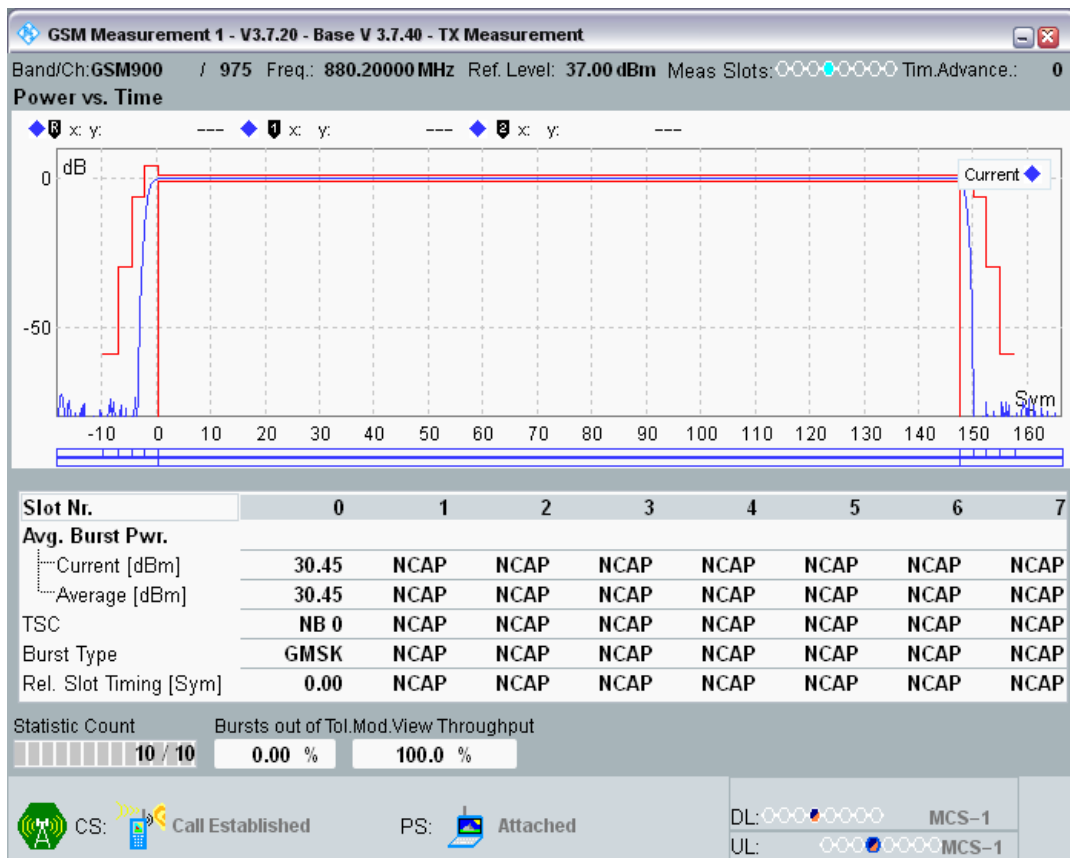 GSM Measurement 1 - V3.7.20 - Base V 3.7.40 - TX Measurement
Band/Ch:GSM900 / 975 Freq.: 880.20000 MHz Ref. Level: 37.00 dBm Meas Slots: Tim.Advance.: 0
Power vs. Time
R x: y: --- 1 x: y: --- 2 x: y: ---
dB
Current
0
-50
Sym
-10 0 10 20 30 40 50 60 70 80 90 100 110 120 130 140 150 160
Slot Nr. 0 1 2 3 4 5 6 7
Avg. Burst Pwr.
Current [dBm] 30.45 NCAP NCAP NCAP NCAP NCAP NCAP NCAP
Average [dBm] 30.45 NCAP NCAP NCAP NCAP NCAP NCAP NCAP
TSC NB 0 NCAP NCAP NCAP NCAP NCAP NCAP NCAP
Burst Type GMSK NCAP NCAP NCAP NCAP NCAP NCAP NCAP
Rel. Slot Timing [Sym] 0.00 NCAP NCAP NCAP NCAP NCAP NCAP NCAP
Statistic Count Bursts out of Tol.Mod.View Throughput
10 / 10 0.00 % 100.0 %
CS: Call Established PS: Attached
DL: MCS-1
UL: MCS-1